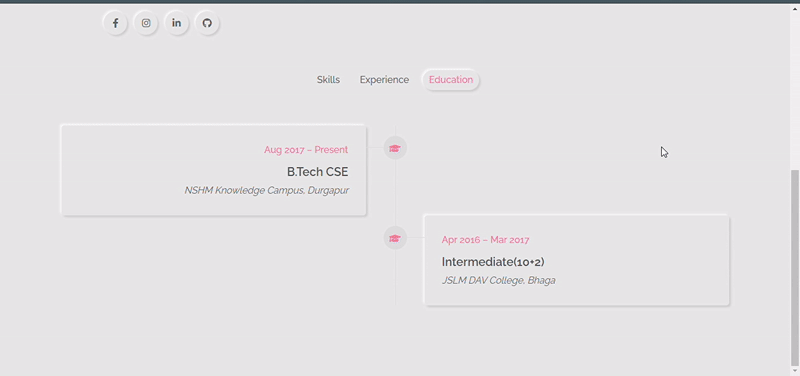 Skills Experience Education
Aug 2017 – Present
B.Tech CSE
NSHM Knowledge Campus, Durgapur
Apr 2016 – Mar 2017
Intermediate(10+2)
JSLM DAV College, Bhaga